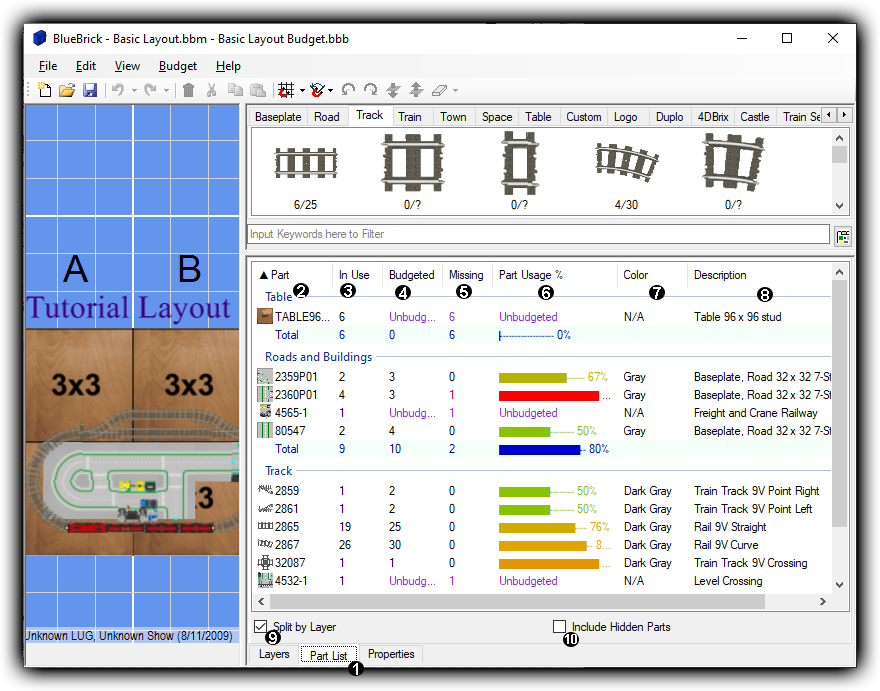 BlueBrick - Basic Layout.bbm - Basic Layout Budget.bbb
File Edit View Budget Help
Baseplate Road Track Train Town Space Table Custom Logo Duplo 4DBrix Castle Train Se
6/25 0/? 0/? 4/30 0/?
Input Keywords here to Filter
A B
Tutorial Layout
3x3 3x3
x3
Unknown LUG, Unknown Show (8/11/2009)
Part In Use Budgeted Missing Part Usage % Color Description
2 3 4 5 6 7 8
Table
TABLE96... 6 Unbudg... 6 Unbudgeted N/A Table 96 x 96 stud
Total 6 0 6 0%
Roads and Buildings
2359P01 2 3 0 67% Gray Baseplate, Road 32 x 32 7-St
2360P01 4 3 1 ... Gray Baseplate, Road 32 x 32 7-St
4565-1 1 Unbudg... 1 Unbudgeted N/A Freight and Crane Railway
80547 2 4 0 50% Gray Baseplate, Road 32 x 32 7-St
Total 9 10 2 80%
Track
2859 1 2 0 50% Dark Gray Train Track 9V Point Right
2861 1 2 0 50% Dark Gray Train Track 9V Point Left
2865 19 25 0 76% Dark Gray Rail 9V Straight
2867 26 30 0 8... Dark Gray Rail 9V Curve
32087 1 1 0 ... Dark Gray Train Track 9V Crossing
4532-1 1 Unbudg... 1 Unbudgeted N/A Level Crossing
Split by Layer Include Hidden Parts
9 10
Layers Part List Properties
1